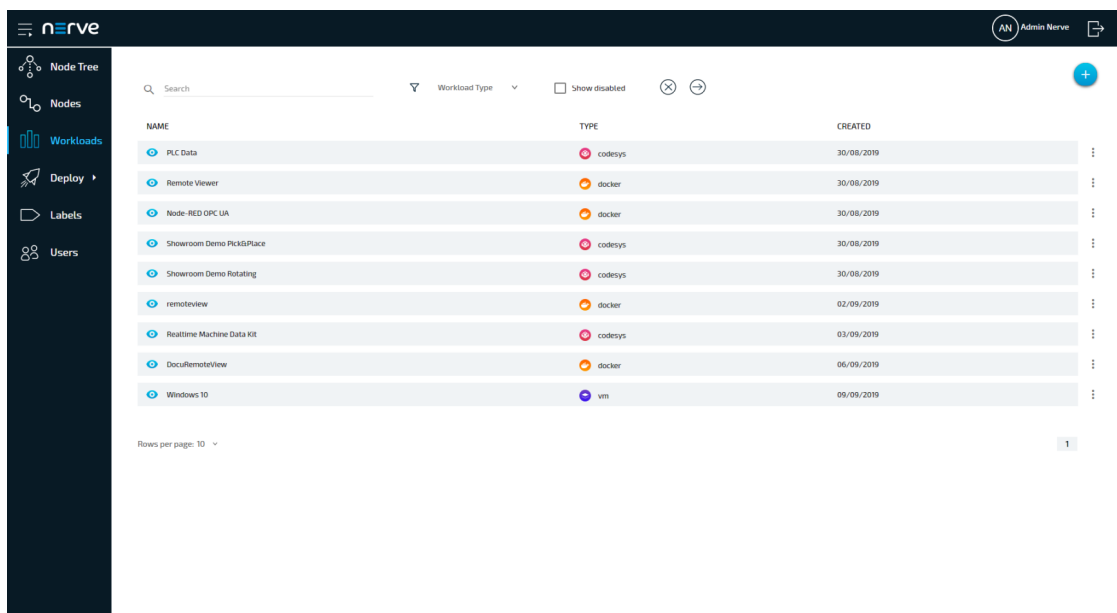 nerve
AN Admin Nerve
Node Tree
Nodes
Workloads
Deploy
Labels
Users
Search Workload Type Show disabled
NAME TYPE CREATED
PLC Data codesys 30/08/2019
Remote Viewer docker 30/08/2019
Node-RED OPC UA docker 30/08/2019
Showroom Demo Pick&Place codesys 30/08/2019
Showroom Demo Rotating codesys 30/08/2019
remoteview docker 02/09/2019
Realtime Machine Data Kit codesys 03/09/2019
DocuRemoteView docker 06/09/2019
Windows 10 vm 09/09/2019
Rows per page: 10 1